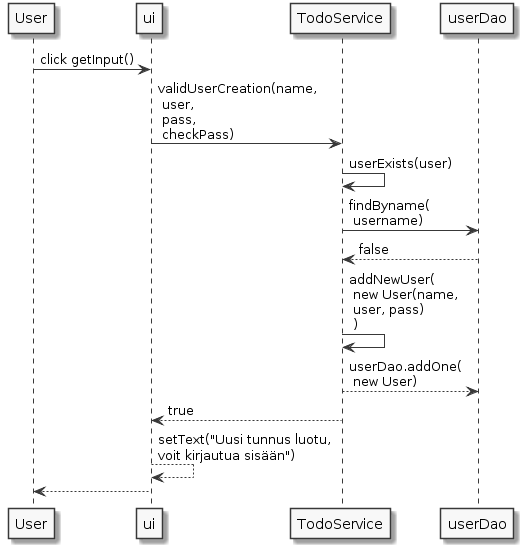 User
ui
TodoService
userDao
click getInput()
validUserCreation(name,
user,
pass,
checkPass)
userExists(user)
findByname(
username)
false
addNewUser(
new User(name,
user, pass)
)
userDao.addOne(
new User)
true
setText("Uusi tunnus luotu,
voit kirjautua sisään")
User
ui
TodoService
userDao